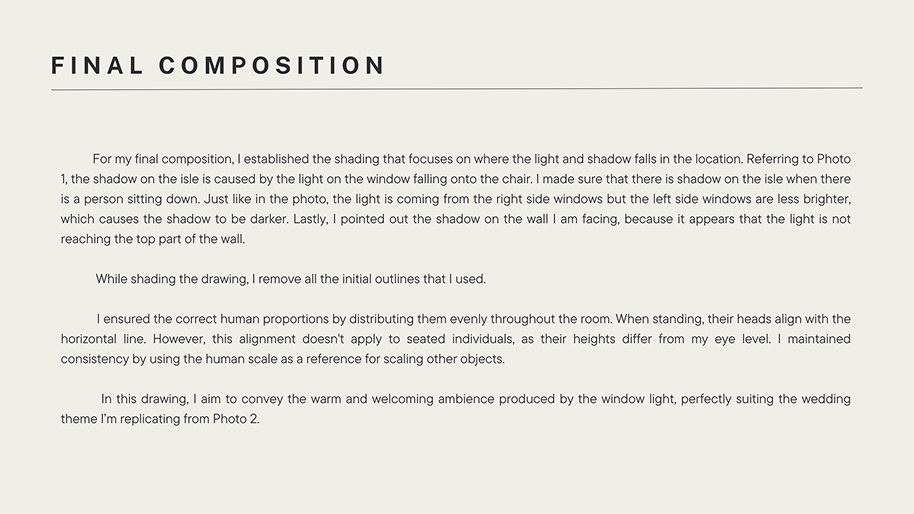 FINAL COMPOSITION
For my final composition, I established the shading that focuses on where the light and shadow falls in the location. Referring to Photo
1, the shadow on the isle is caused by the light on the window falling onto the chair. I made sure that there is shadow on the isle when there
is a person sitting down. Just like in the photo, the light is coming from the right side windows but the left side windows are less brighter,
which causes the shadow to be darker. Lastly, I pointed out the shadow on the wall I am facing, because it appears that the light is not
reaching the top part of the wall.
While shading the drawing, I remove all the initial outlines that I used.
I ensured the correct human proportions by distributing them evenly throughout the room. When standing, their heads align with the
horizontal line. However, this alignment doesn't apply to seated individuals, as their heights differ from my eye level. I maintained
consistency by using the human scale as a reference for scaling other objects.
In this drawing, I aim to convey the warm and welcoming ambience produced by the window light, perfectly suiting the wedding
theme I'm replicating from Photo 2.